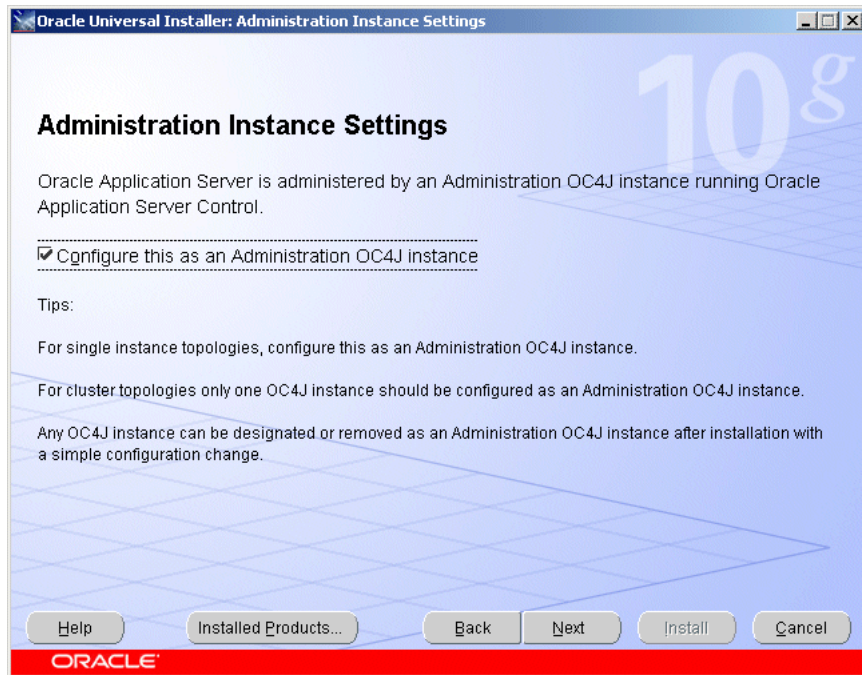 Oracle Universal Installer: Administration Instance Settings
10g
Administration Instance Settings
Oracle Application Server is administered by an Administration OC4J instance running Oracle
Application Server Control.
Configure this as an Administration OC4J instance
Tips:
For single instance topologies, configure this as an Administration OC4J instance.
For cluster topologies only one OC4J instance should be configured as an Administration OC4J instance.
Any OC4J instance can be designated or removed as an Administration OC4J instance after installation with
a simple configuration change.
Help Installed Products... Back Next Install Cancel
ORACLE